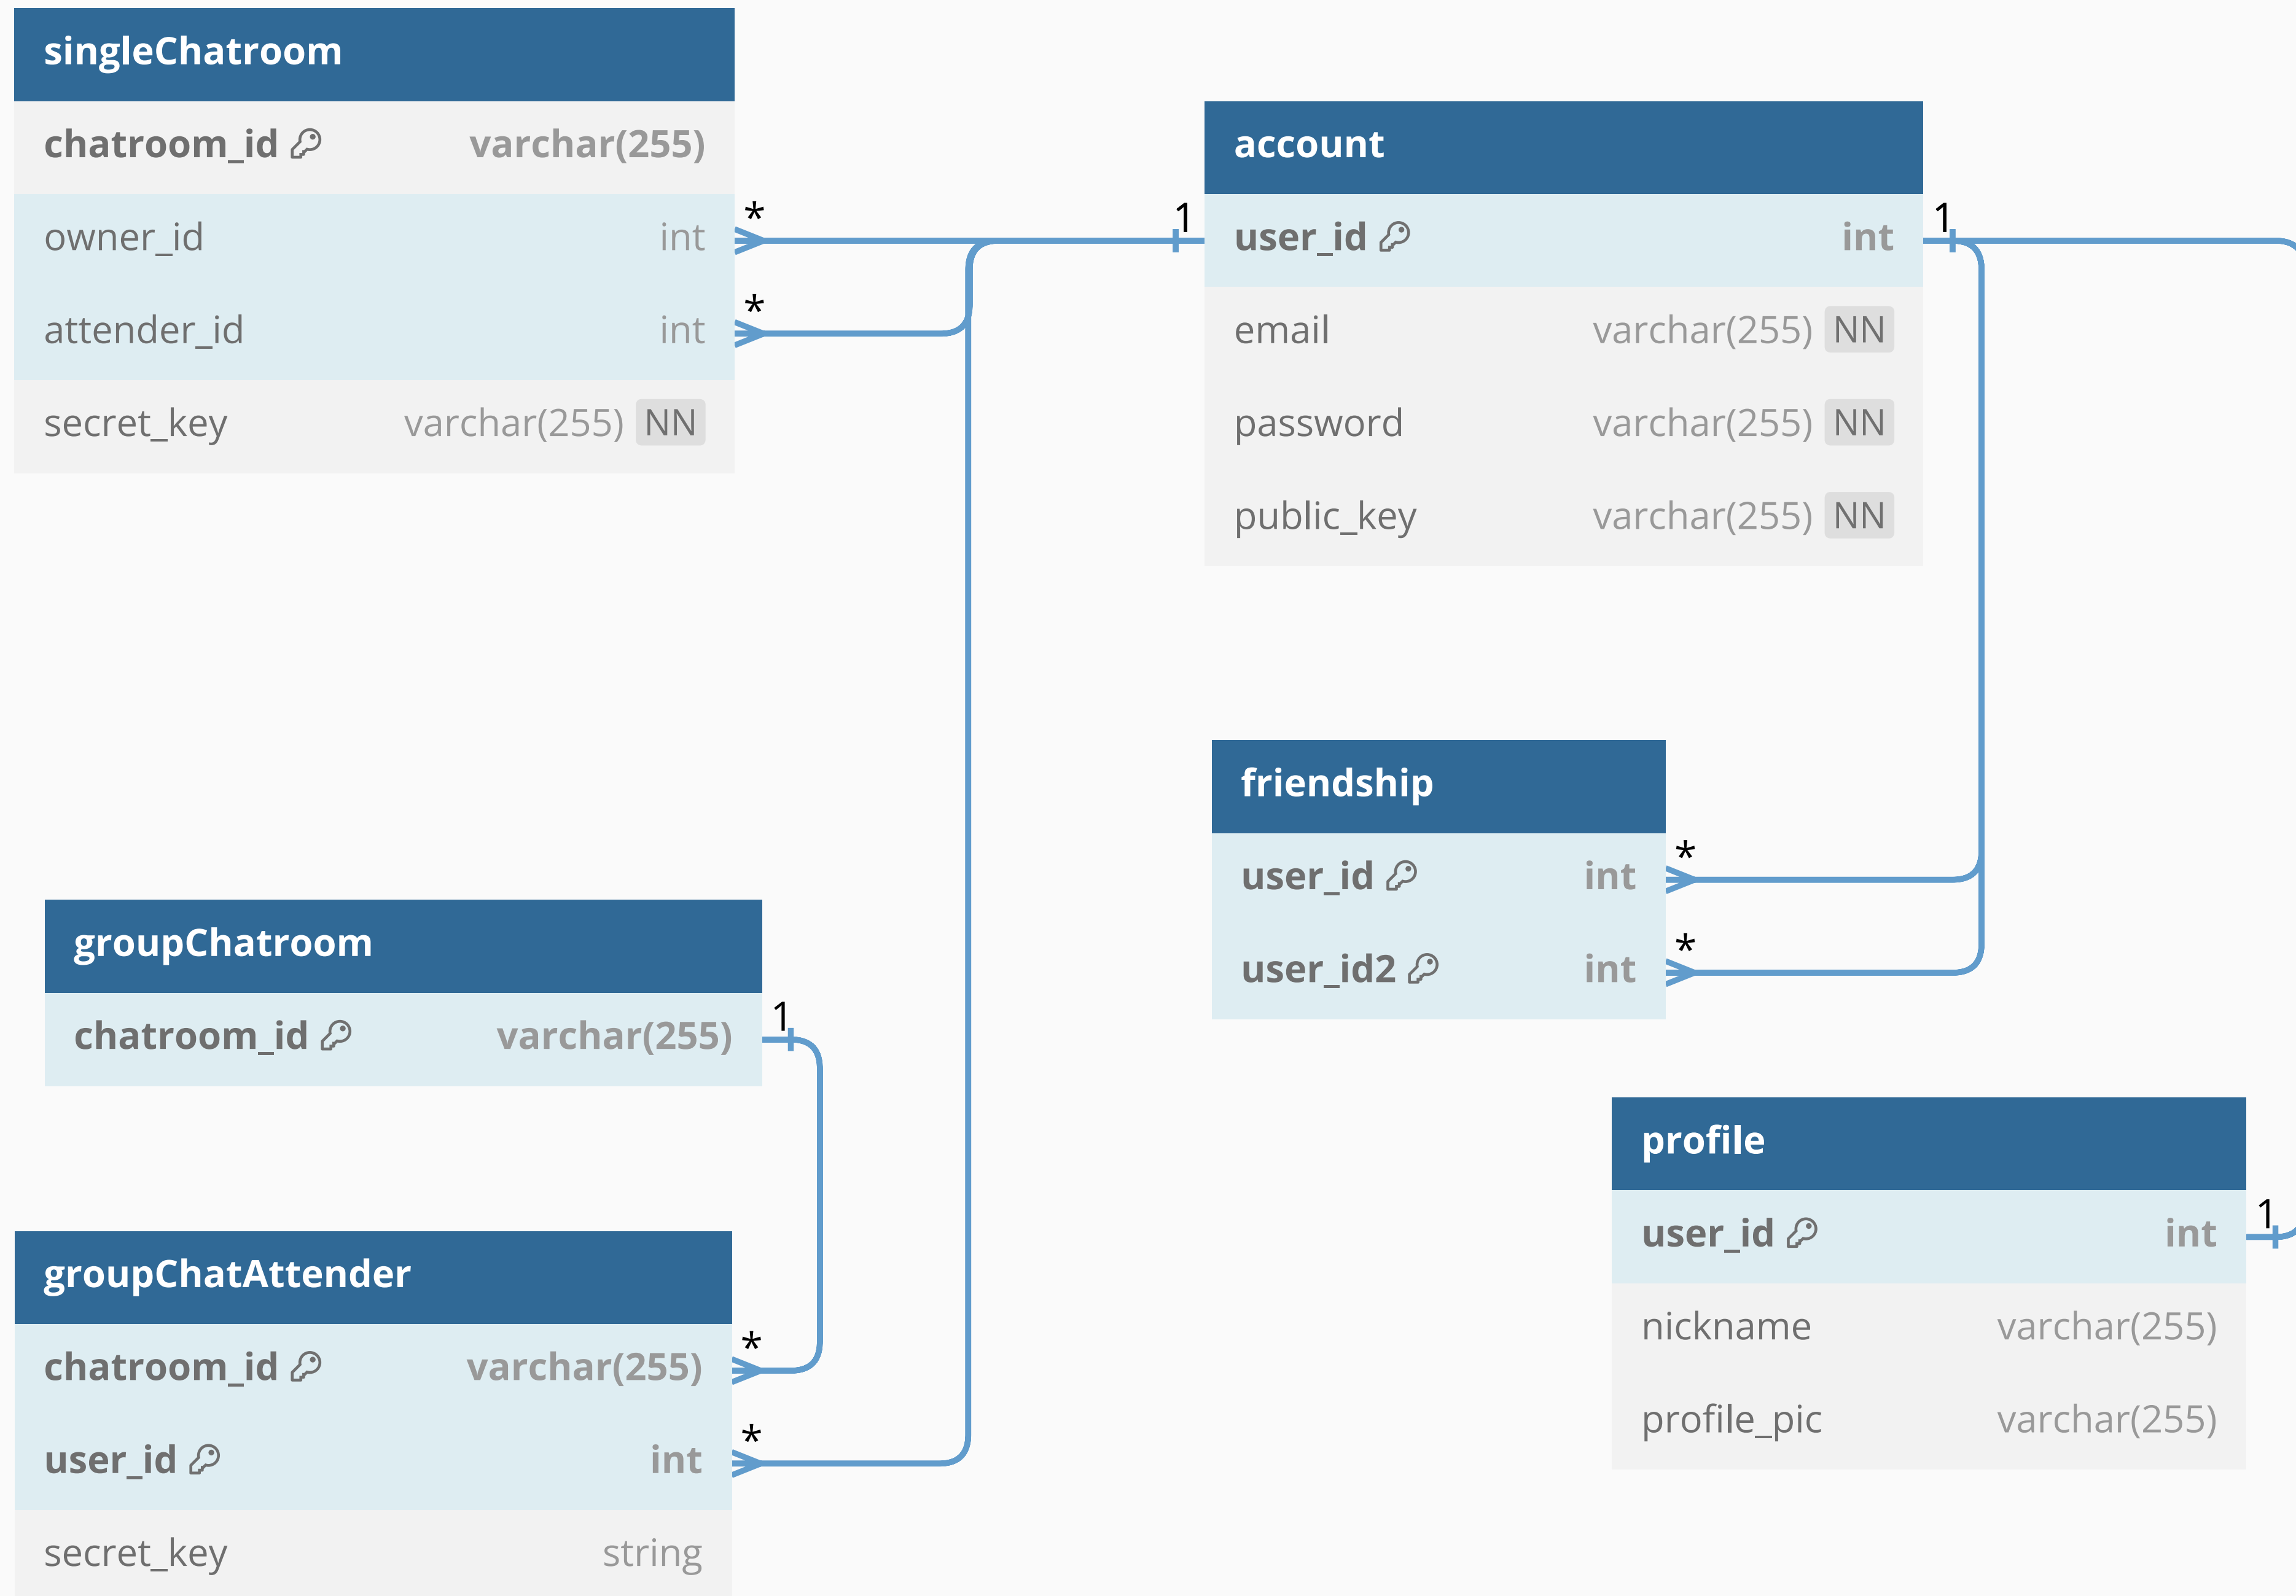 singleChatroom
chatroom_id varchar(255)
owner_id int
attender_id int
secret_key varchar(255) NN
*
*
1
account
user_id int
email varchar(255) NN
password varchar(255) NN
public_key varchar(255) NN
1
friendship
user_id int
user_id2 int
*
*
groupChatroom
chatroom_id varchar(255)
1
groupChatAttender
chatroom_id varchar(255)
user_id int
secret_key string
*
*
profile
user_id int
nickname varchar(255)
profile_pic varchar(255)
1